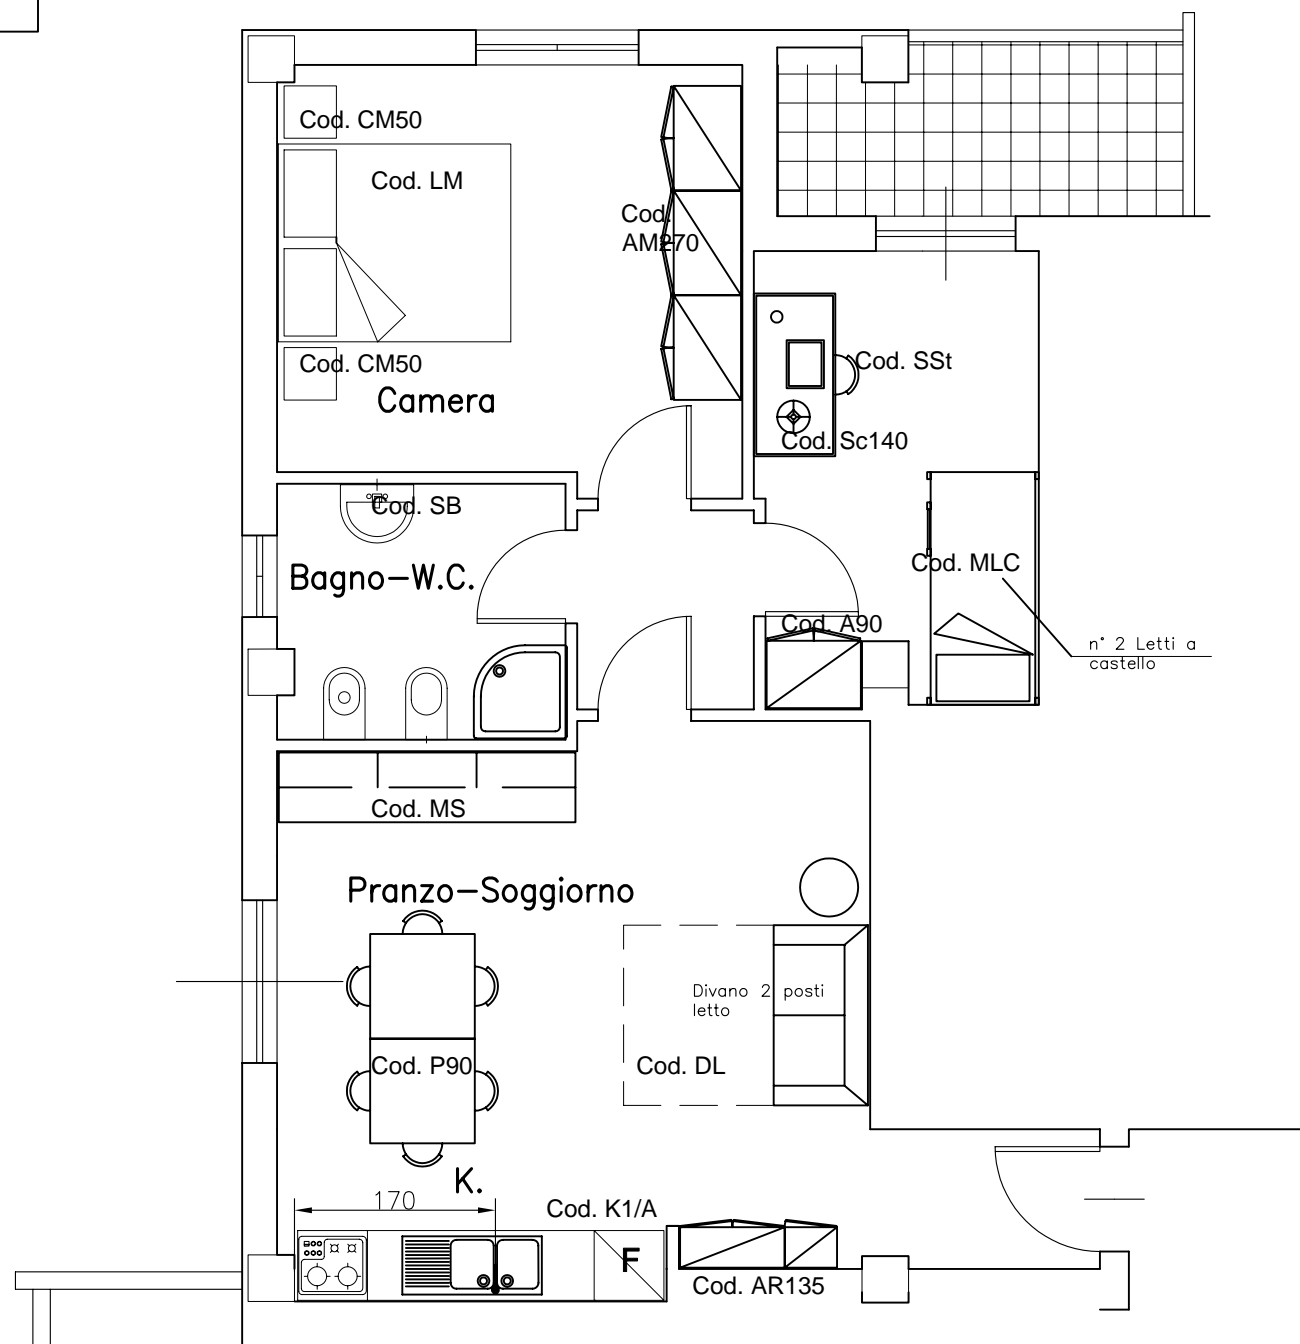 Cod. CM50
Cod. LM
Cod.
AM270
Cod. CM50
Camera
Cod. SSt
Cod. Sc140
Cod. SB
Bagno-W.C.
Cod. MLC
Cod. A90
n° 2 Letti a
castello
Cod. MS
Pranzo-Soggiorno
Divano 2 posti
letto
Cod. P90
Cod. DL
K.
170
Cod. K1/A
F
Cod. AR135